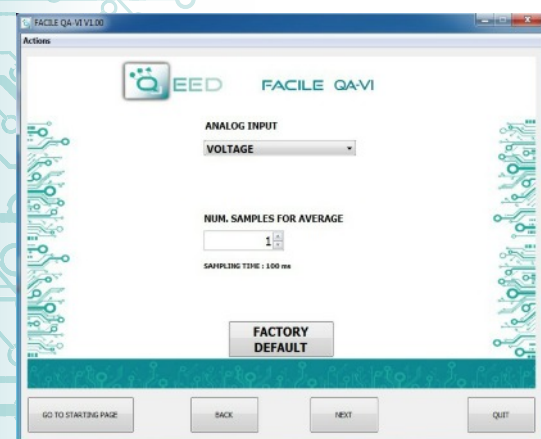 FACILE QA-VI V1.00
Actions
QEED FACILE QA-VI
ANALOG INPUT
VOLTAGE
NUM. SAMPLES FOR AVERAGE
1
SAMPLING TIME : 100 ms
FACTORY
DEFAULT
GO TO STARTING PAGE
BACK
NEXT
QUIT